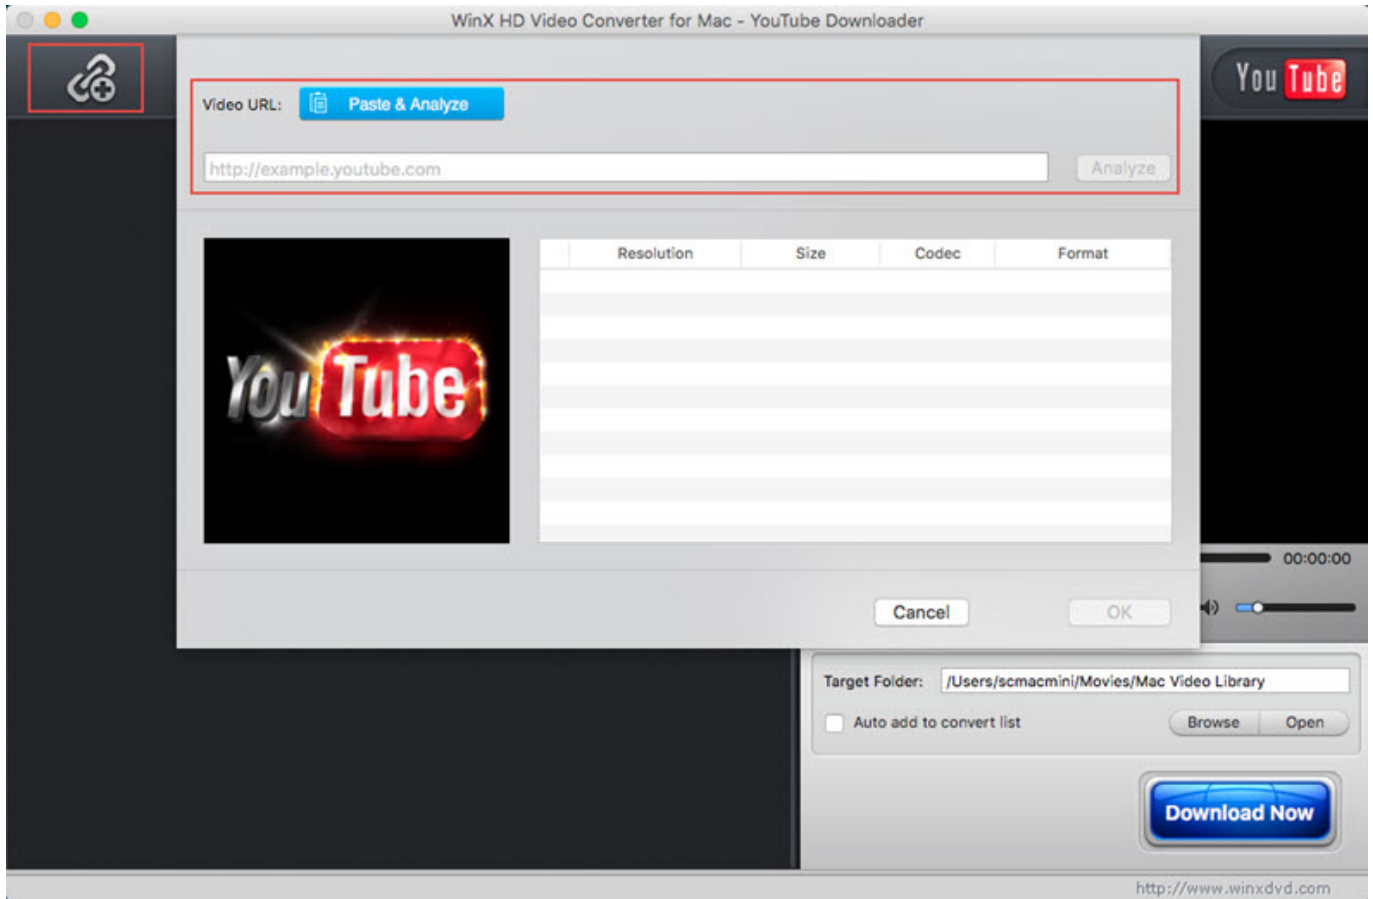 WinX HD Video Converter for Mac - YouTube Downloader
You Tube
Video URL: Paste & Analyze
http://example.youtube.com Analyze
Resolution Size Codec Format
You Tube
00:00:00
Cancel OK
Target Folder: /Users/scmacmini/Movies/Mac Video Library
Auto add to convert list Browse Open
Download Now
http://www.winxdvd.com